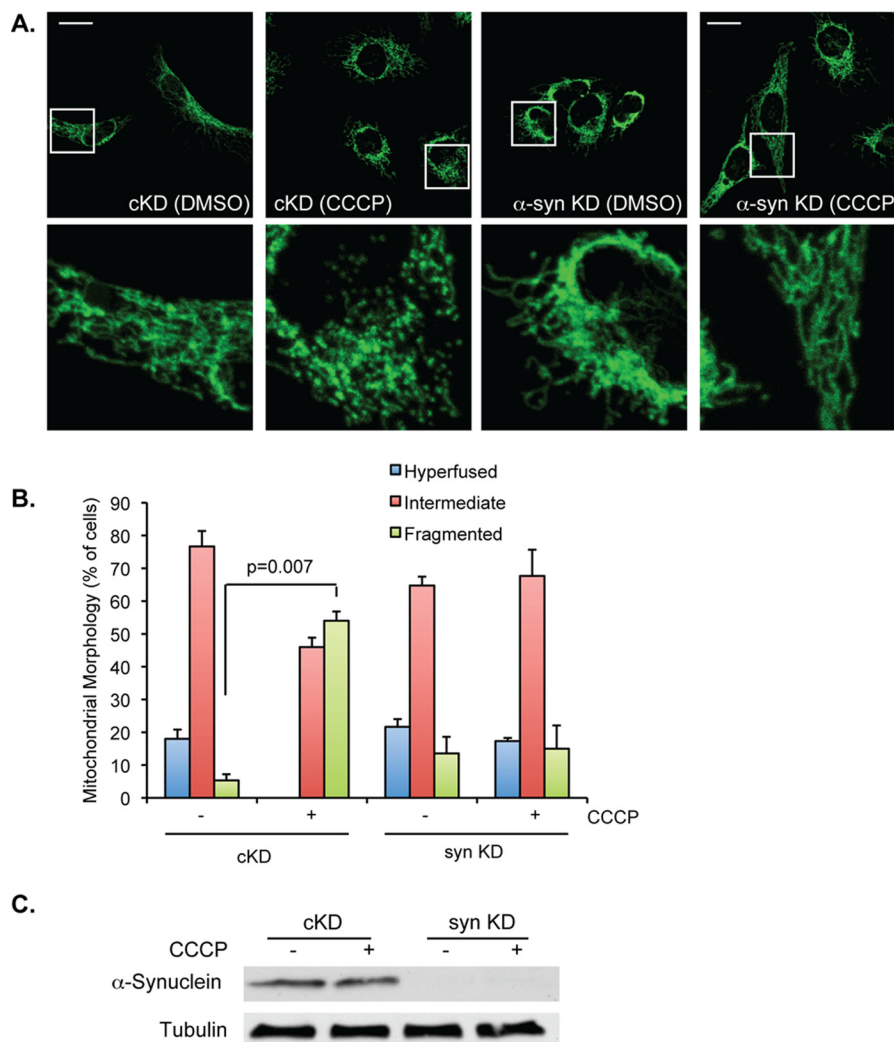 A.
cKD (DMSO)
cKD (CCCP)
α-syn KD (DMSO)
α-syn KD (CCCP)
B.
Hyperfused
Intermediate
Fragmented
Mitochondrial Morphology (% of cells)
90
80
70
60
50
40
30
20
10
0
p=0.007
- + - + CCCP
cKD syn KD
C.
cKD syn KD
CCCP - + - +
α-Synuclein
Tubulin